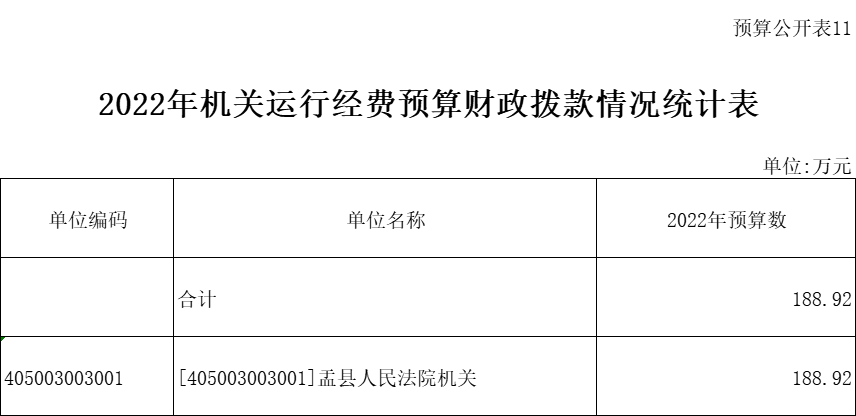 预算公开表11
2022年机关运行经费预算财政拨款情况统计表
单位:万元
单位编码 单位名称 2022年预算数
合计 188.92
405003003001 [405003003001]盂县人民法院机关 188.92